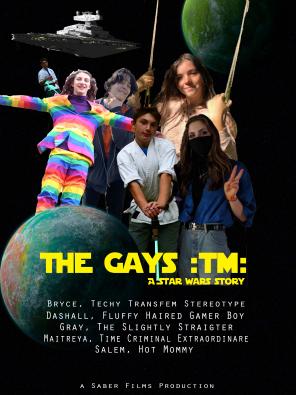 THE GAYS :TM:
A STAR WARS STORY
Bryce, Techy Transfem Stereotype
Dashall, Fluffy Haired Gamer Boy
Gray, The Slightly Straigter
Maitreya, Time Criminal Extraordinare
Salem, Hot Mommy
A Saber Films Production